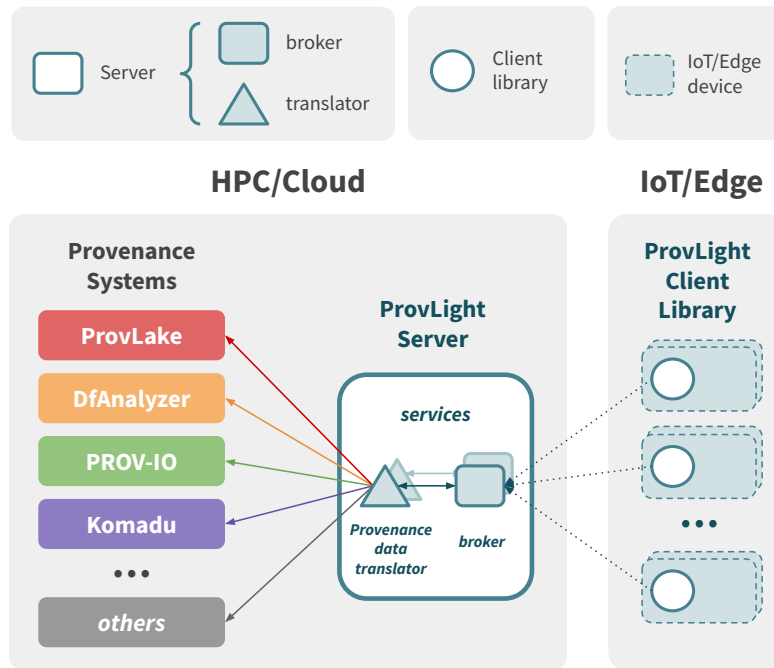 Server
broker
translator
Client
library
IoT/Edge
device
HPC/Cloud
IoT/Edge
Provenance
Systems
ProvLake
DfAnalyzer
PROV-IO
Komadu
•••
others
ProvLight
Server
services
Provenance
data
translator
broker
ProvLight
Client
Library
•••